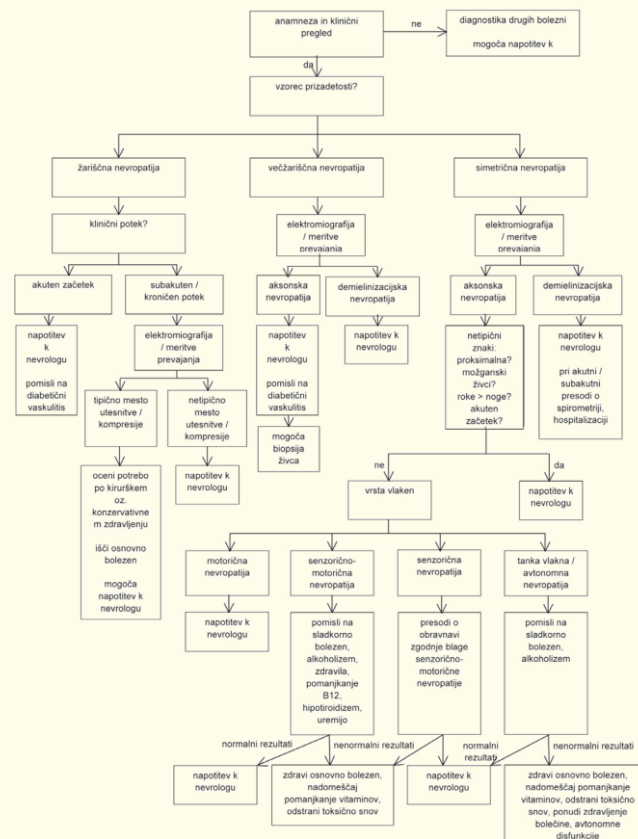 anamneza in klinični
pregled
ne
diagnostika drugih bolezni
mogoča napotitev k
da
vzorec prizadetosti?
žariščna nevropatija
večžariščna nevropatija
simetrična nevropatija
klinični potek?
elektromiografija
/ meritve
prevajanja
elektromiografija
/ meritve
prevajanja
akuten začetek
subakuten /
kroničen potek
aksonska
nevropatija
demielinizacijska
nevropatija
aksonska
nevropatija
demielinizacijska
nevropatija
napotitev
k
nevrologu
pomisli na
diabetični
vaskulitis
elektromiografija
/ meritve
prevajanja
napotitev
k
nevrologu
pomisli na
diabetični
vaskulitis
napotitev k
nevrologu
netipični
znaki:
proksimalna?
možganski
živci?
roke > noge?
akuten
začetek?
napotitev k
nevrologu
pri akutni /
subakutni
presodi o
spirometriji,
hospitalizaciji
tipično mesto
utesnitve /
kompresije
netipično
mesto
utesnitve /
kompresije
mogoča
biopsija
živca
oceni potrebo
po kirurškem
oz.
konzervativne
m zdravljenju
išči osnovno
bolezen
mogoča
napotitev k
nevrologu
napotitev k
nevrologu
ne
da
vrsta vlaken
napotitev k
nevrologu
motorična
nevropatija
senzorično-
motorična
nevropatija
senzorična
nevropatija
tanka vlakna /
avtonomna
nevropatija
napotitev k
nevrologu
pomisli na
sladkorno
bolezen,
alkoholizem,
zdravila,
pomanjkanje
B12,
hipotiroidizem,
uremijo
presodi o
obravnavi
zgodnje blage
senzorično-
motorične
nevropatije
pomisli na
sladkorno
bolezen,
alkoholizem
normalni rezultati
nenormalni rezultati
normalni
rezultati
nenormalni rezultati
napotitev k
nevrologu
zdravi osnovno bolezen,
nadomeščaj
pomanjkanje vitaminov,
odstrani toksično snov
napotitev k
nevrologu
zdravi osnovno bolezen,
nadomeščaj pomanjkanje
vitaminov, odstrani toksično
snov, ponudi zdravljenje
bolečine, avtonomne
disfunkcije